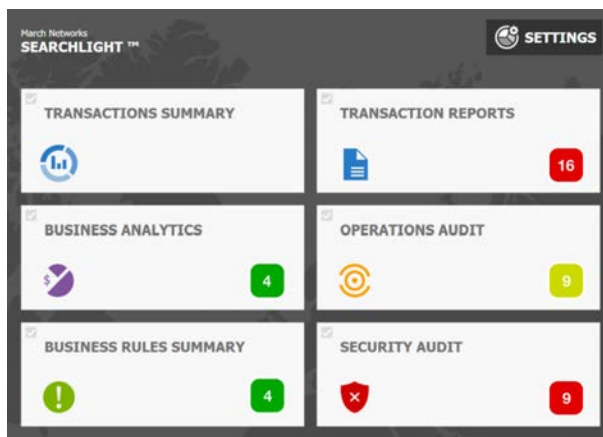 March Networks
SEARCHLIGHT ™
SETTINGS
TRANSACTIONS SUMMARY
TRANSACTION REPORTS
16
BUSINESS ANALYTICS
$
4
OPERATIONS AUDIT
9
BUSINESS RULES SUMMARY
!
4
SECURITY AUDIT
9